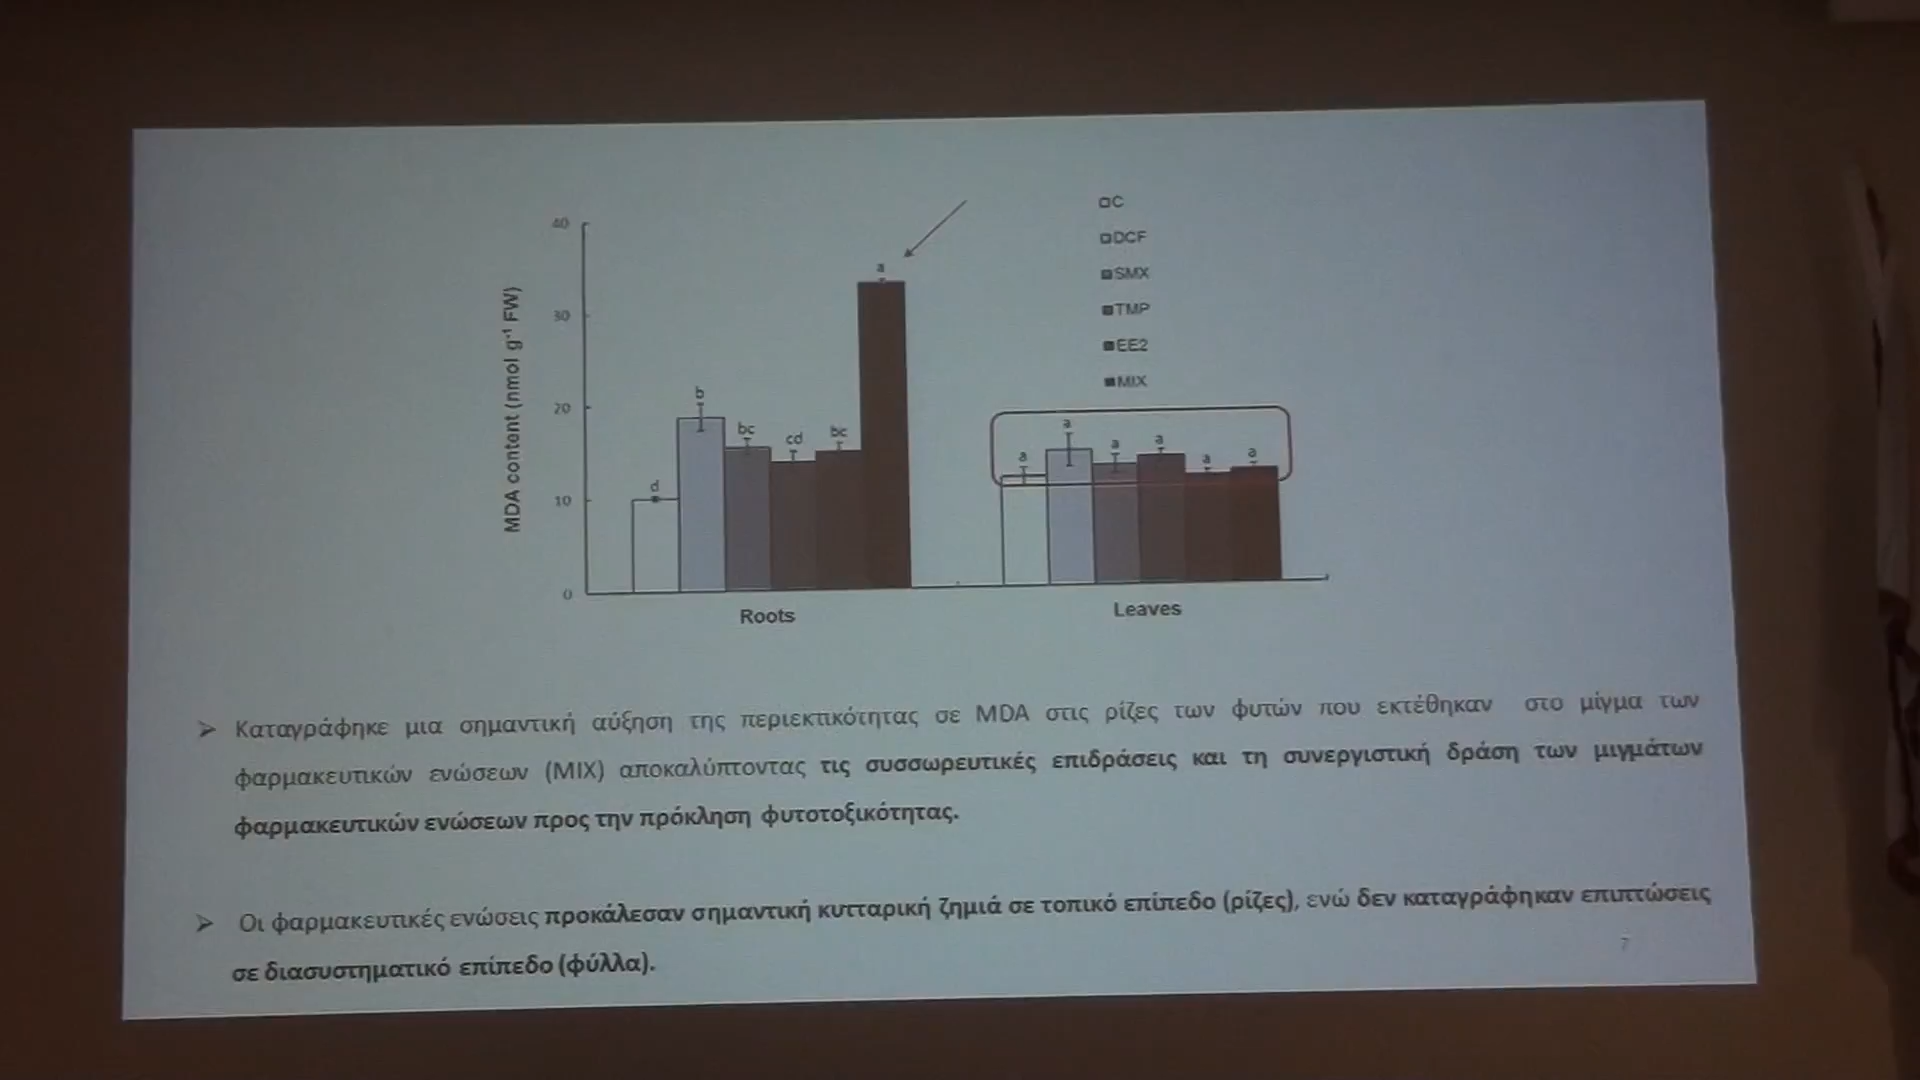 40
30
20
10
0
MDA content (nmol g⁻¹ FW)
d
b
bc
cd
bc
a
a
a
a
a
a
a
C
DCF
SMX
TMP
EE2
MIX
Roots
Leaves
➢ Καταγράφηκε μια σημαντική αύξηση της περιεκτικότητας σε MDA στις ρίζες των φυτών που εκτέθηκαν στο μίγμα των
φαρμακευτικών ενώσεων (MIX) αποκαλύπτοντας τις συσσωρευτικές επιδράσεις και τη συνεργιστική δράση των μιγμάτων
φαρμακευτικών ενώσεων προς την πρόκληση φυτοτοξικότητας.
➢ Οι φαρμακευτικές ενώσεις προκάλεσαν σημαντική κυτταρική ζημιά σε τοπικό επίπεδο (ρίζες), ενώ δεν καταγράφηκαν επιπτώσεις
σε διασυστηματικό επίπεδο (φύλλα).
7